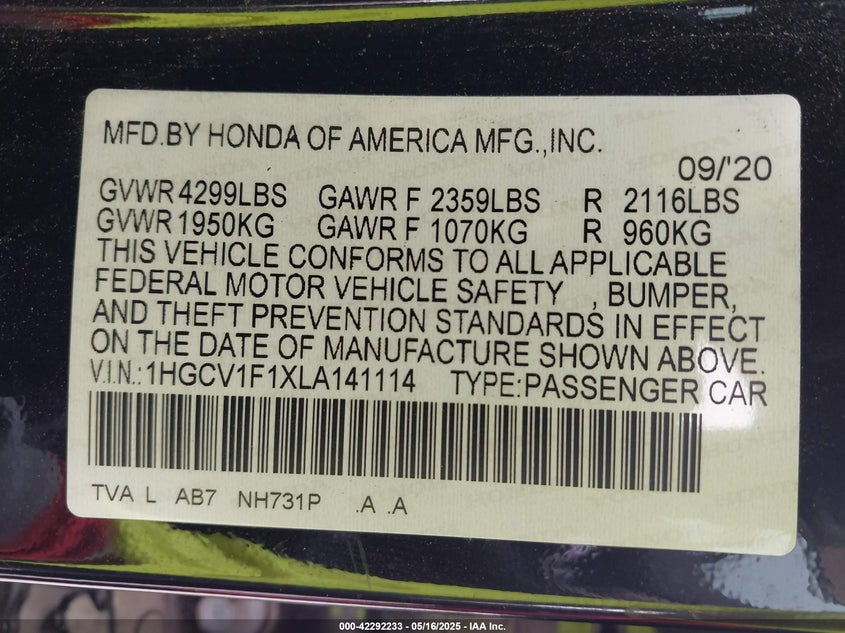 MFD.BY HONDA OF AMERICA MFG.,INC.
09/'20
GVWR 4299LBS GAWR F 2359LBS R 2116LBS
GVWR 1950KG GAWR F 1070KG R 960KG
THIS VEHICLE CONFORMS TO ALL APPLICABLE
FEDERAL MOTOR VEHICLE SAFETY , BUMPER,
AND THEFT PREVENTION STANDARDS IN EFFECT
ON THE DATE OF MANUFACTURE SHOWN ABOVE.
V.I.N.:1HGCV1F1XLA141114 TYPE:PASSENGER CAR
TVA L AB7 NH731P .A .A
000-42292233 - 05/16/2025 - IAA Inc.